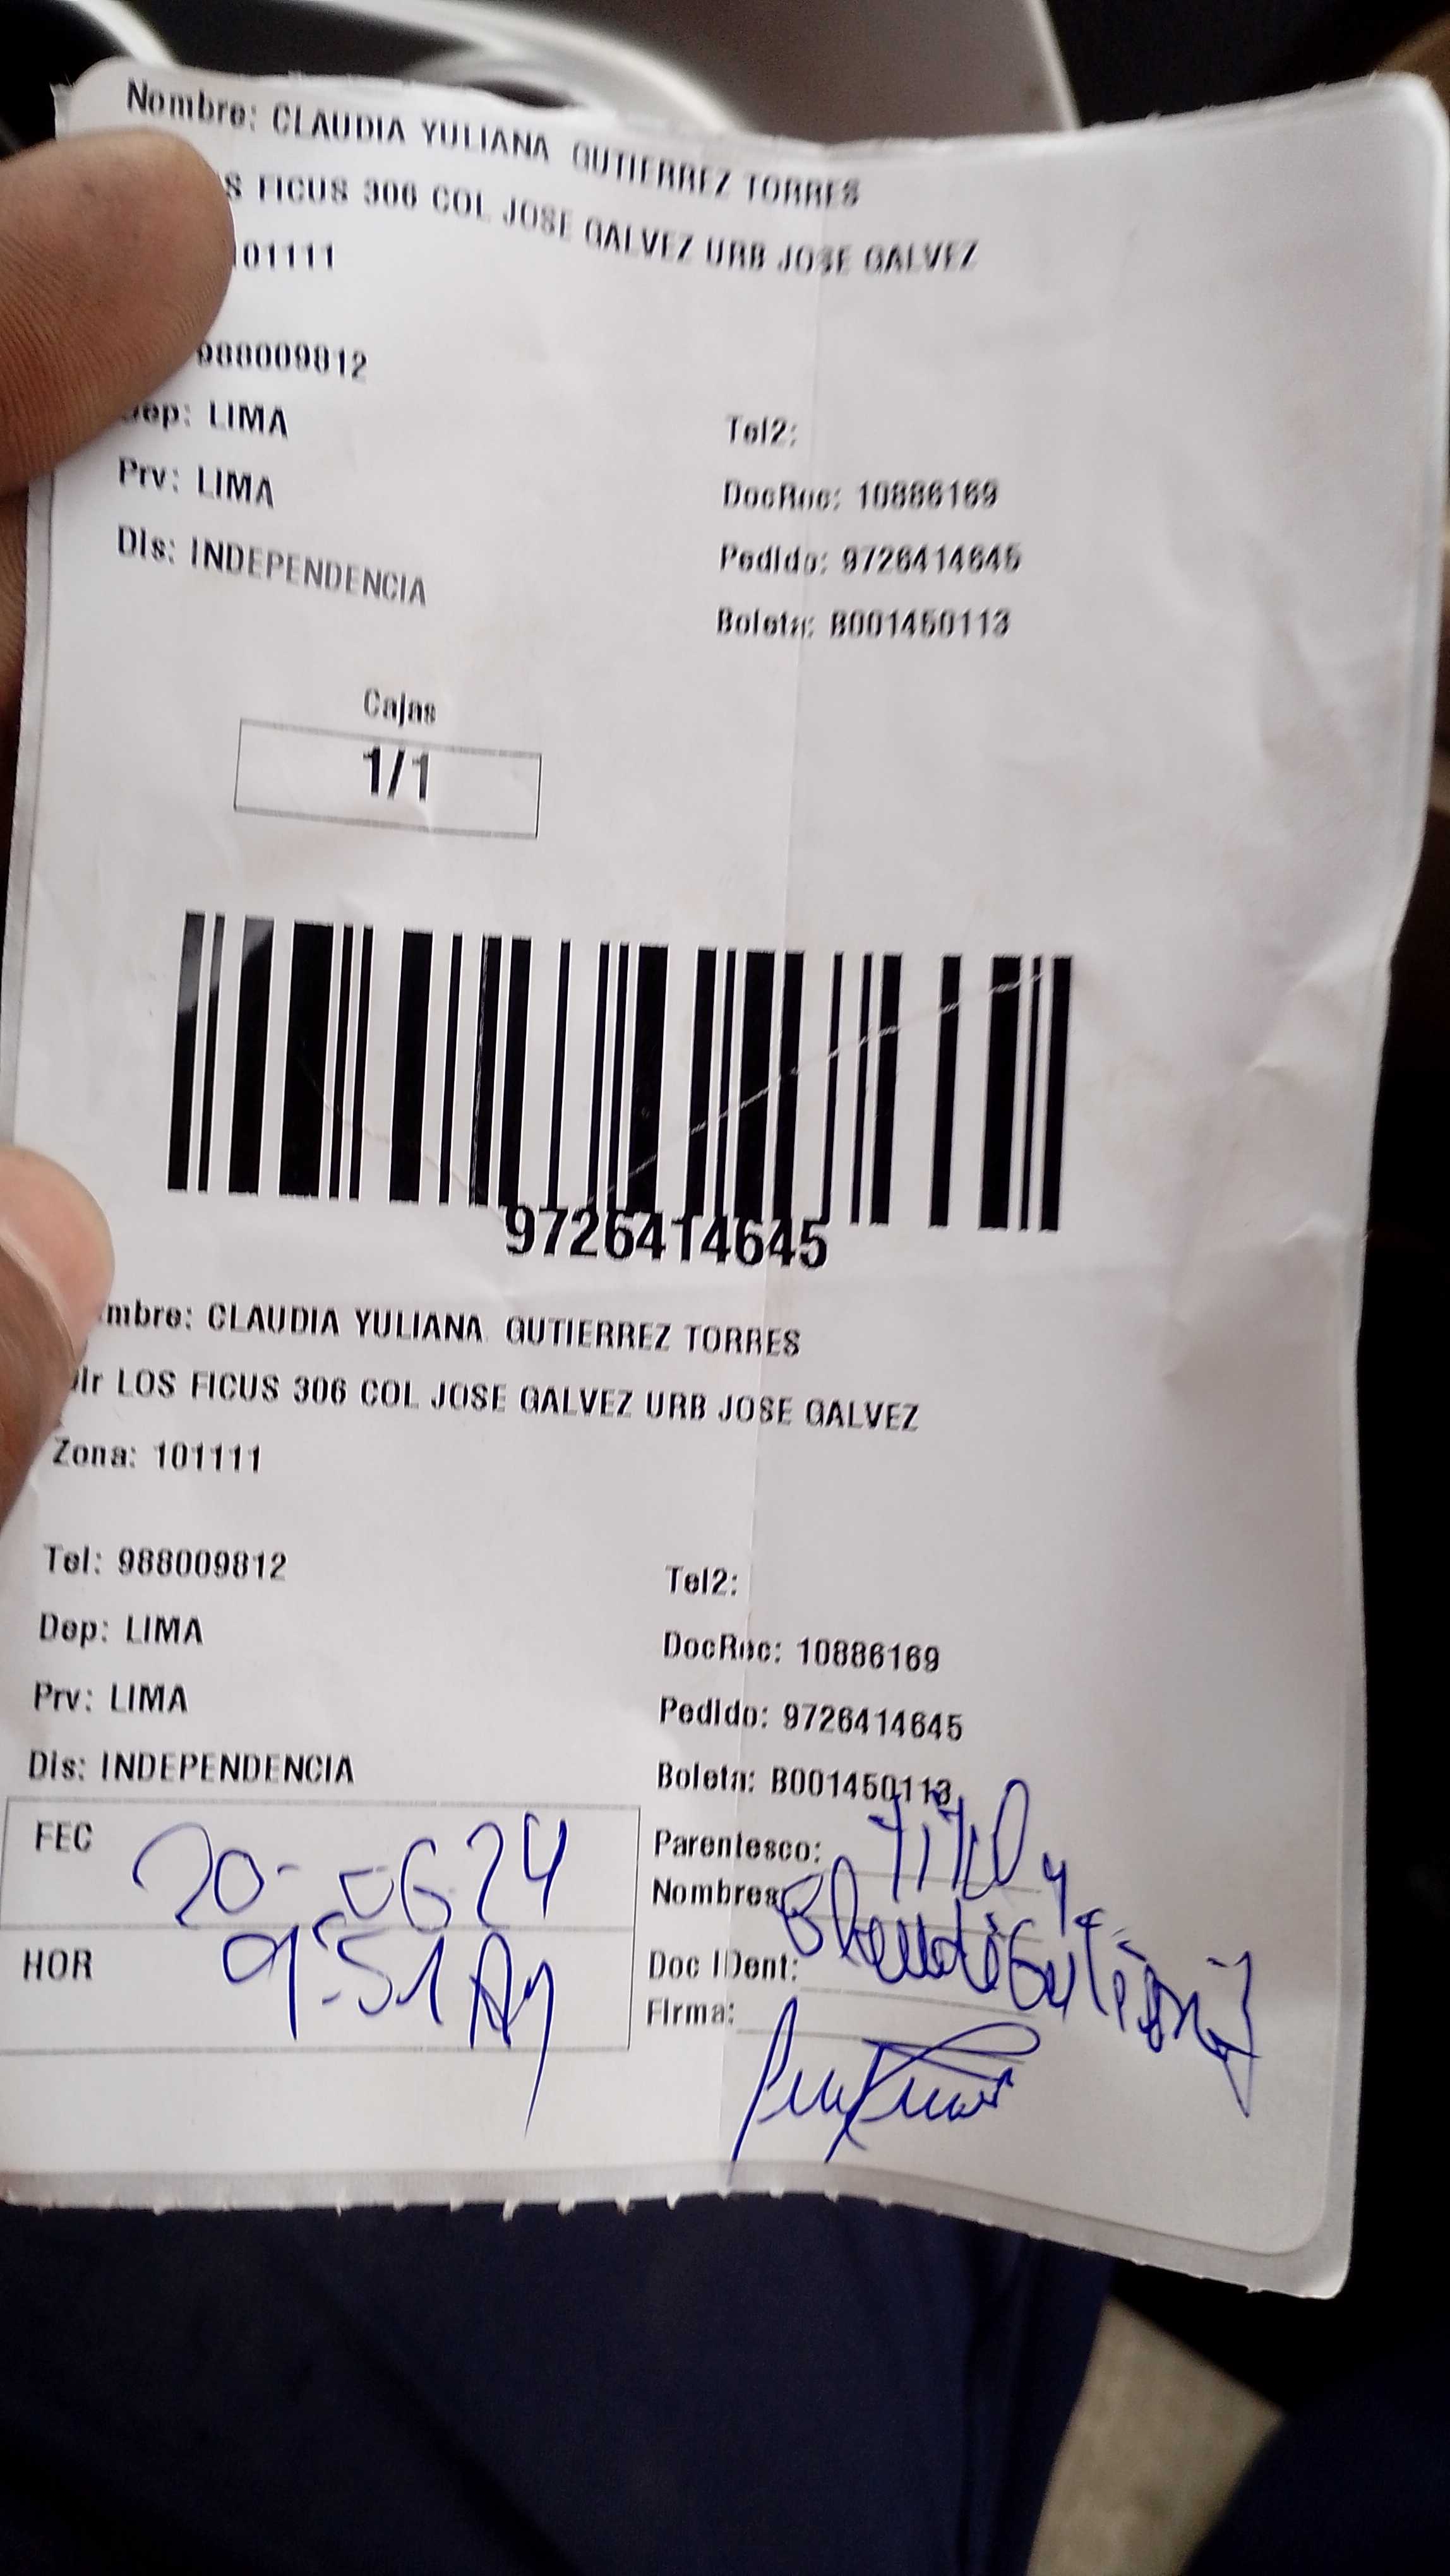 Nombre: CLAUDIA YULIANA GUTIERREZ TORRES
S FICUS 306 COL JOSE GALVEZ URB JOSE GALVEZ
101111
988009812
Dep: LIMA
Tel2:
Prv: LIMA
DocRec: 10886169
Dis: INDEPENDENCIA
Pedido: 9726414645
Boleta: B001450113
Cajas
1/1
9726414645
mbre: CLAUDIA YULIANA GUTIERREZ TORRES
Dir LOS FICUS 306 COL JOSE GALVEZ URB JOSE GALVEZ
Zona: 101111
Tel: 988009812
Tel2:
Dep: LIMA
DocRec: 10886169
Prv: LIMA
Pedido: 9726414645
Dis: INDEPENDENCIA
Boleta: B001450113
FEC 20-06 24
Parentesco:
Nombres
HOR 9:51 Am
Doc IDent:
Firma: